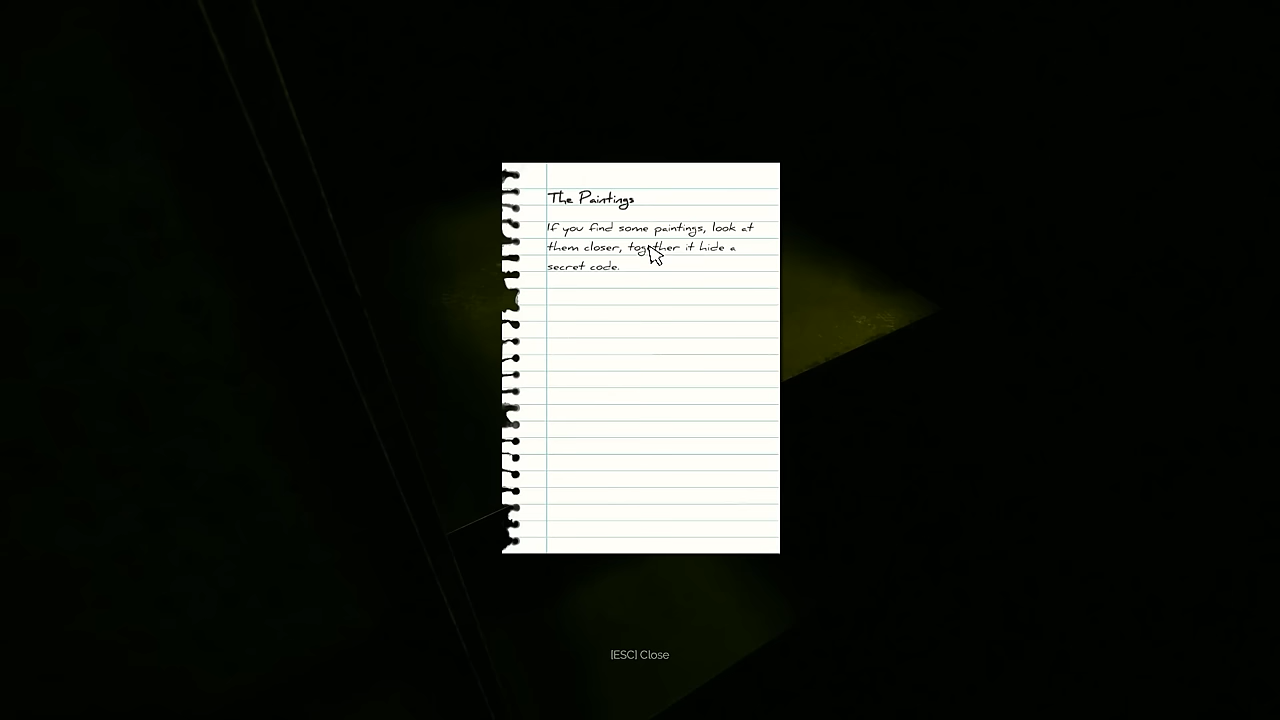 The Paintings
If you find some paintings, look at
them closer, together it hide a
secret code.
[ESC] Close